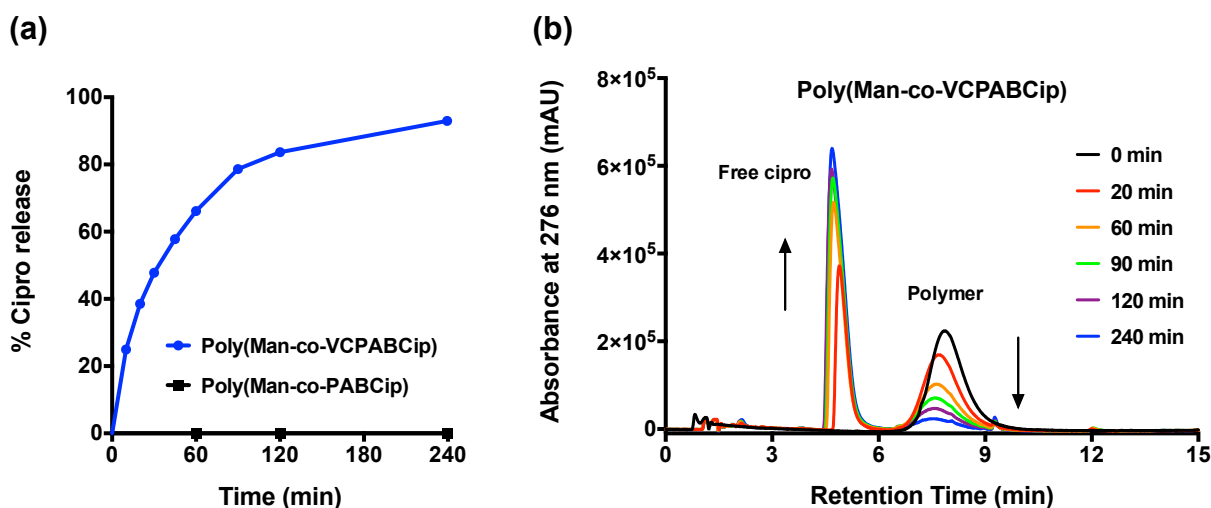 (a)
% Cipro release
100
80
60
40
20
0
Poly(Man-co-VCPABCip)
Poly(Man-co-PABCip)
0 60 120 180 240
Time (min)
(b)
Absorbance at 276 nm (mAU)
8×10⁵
6×10⁵
4×10⁵
2×10⁵
0
Poly(Man-co-VCPABCip)
Free cipro
Polymer
0 min
20 min
60 min
90 min
120 min
240 min
0 3 6 9 12 15
Retention Time (min)